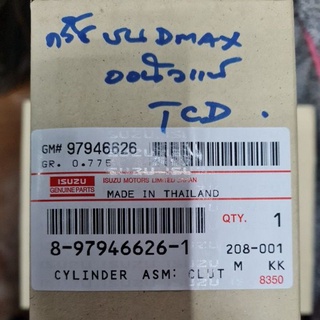 DMAX
TCD.
GM# 97946626
GR. 0.775
ISUZU
GENUINE PARTS
ISUZU MOTORS LIMITED JAPAN
MADE IN THAILAND
QTY. 1
8-97946626-1
208-001
CYLINDER ASM: CLUT
M KK
8350